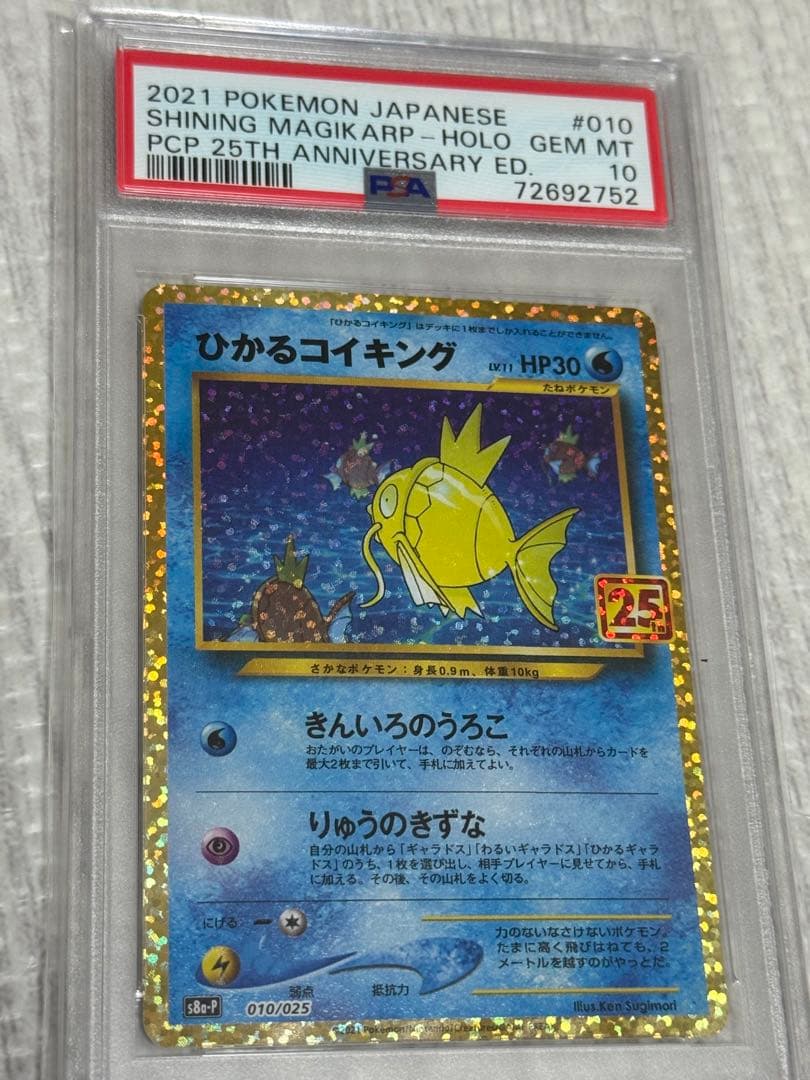 2021 POKEMON JAPANESE #010
SHINING MAGIKARP-HOLO GEM MT
PCP 25TH ANNIVERSARY ED. 10
PSA 72692752
「ひかるコイキング」はデッキに1枚までしか入れることができません。
ひかるコイキング LV.11 HP30
たねポケモン
25th
さかなポケモン：身長0.9m、体重10kg
きんいろのうろこ
おたがいのプレイヤーは、のぞむなら、それぞれの山札からカードを
最大2枚まで引いて、手札に加えてよい。
りゅうのきずな
自分の山札から「ギャラドス」「わるいギャラドス」「ひかるギャラ
ドス」のうち、1枚を選び出し、相手プレイヤーに見せてから、手札
に加える。その後、その山札をよく切る。
にげる
力のないなさけないポケモン。
たまに高く飛びはねても、2
メートルを越すのがやっとだ。
弱点 抵抗力
s8a-P 010/025 Illus.Ken Sugimori
©2021 Pokémon/Nintendo/Creatures